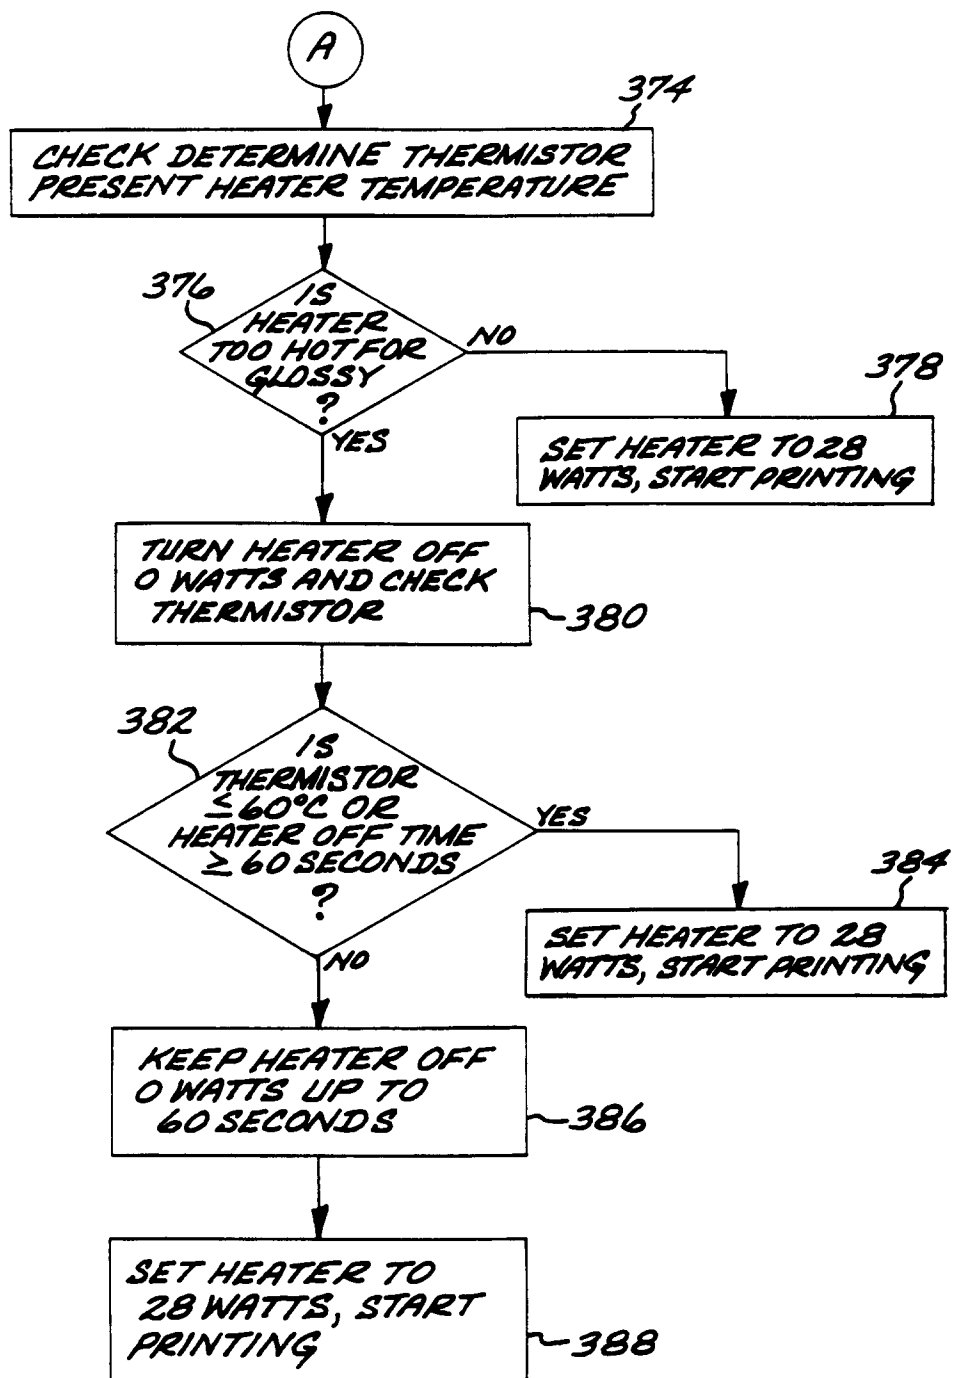 A
374
CHECK DETERMINE THERMISTOR
PRESENT HEATER TEMPERATURE
376
IS
HEATER
TOO HOT FOR
GLOSSY
?
NO
YES
378
SET HEATER TO 28
WATTS, START PRINTING
TURN HEATER OFF
0 WATTS AND CHECK
THERMISTOR
380
382
IS
THERMISTOR
≤60°C OR
HEATER OFF TIME
≥ 60 SECONDS
?
YES
NO
384
SET HEATER TO 28
WATTS, START PRINTING
KEEP HEATER OFF
0 WATTS UP TO
60 SECONDS
386
SET HEATER TO
28 WATTS, START
PRINTING
388